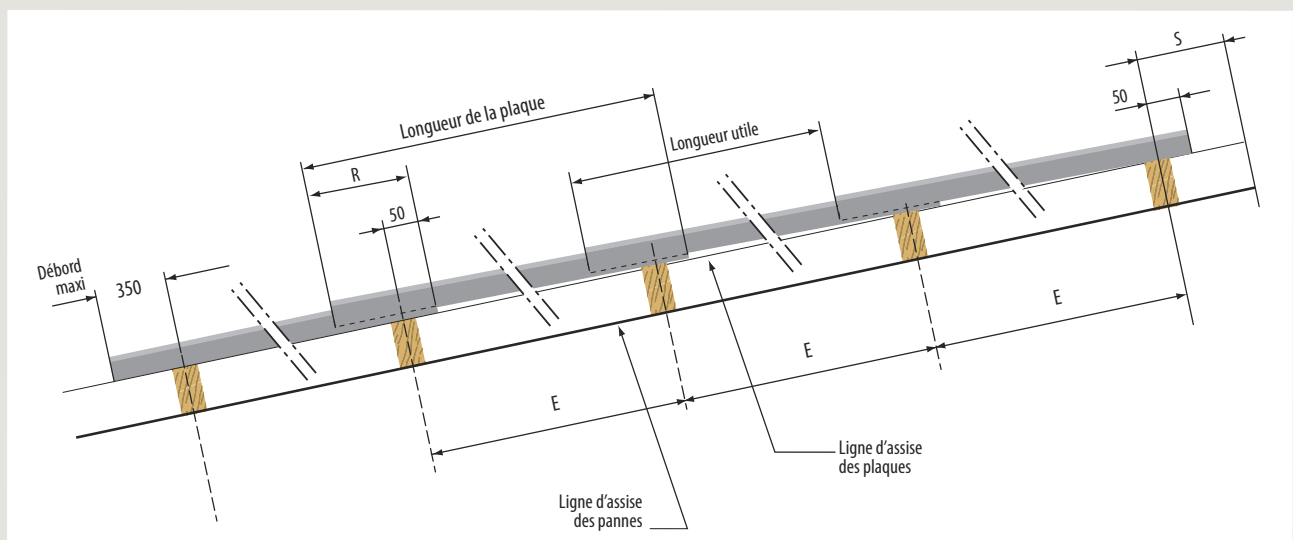 S
50
Longueur de la plaque
Longueur utile
R
50
Débord
maxi
350
E
E
E
Ligne d'assise
des plaques
Ligne d'assise
des pannes